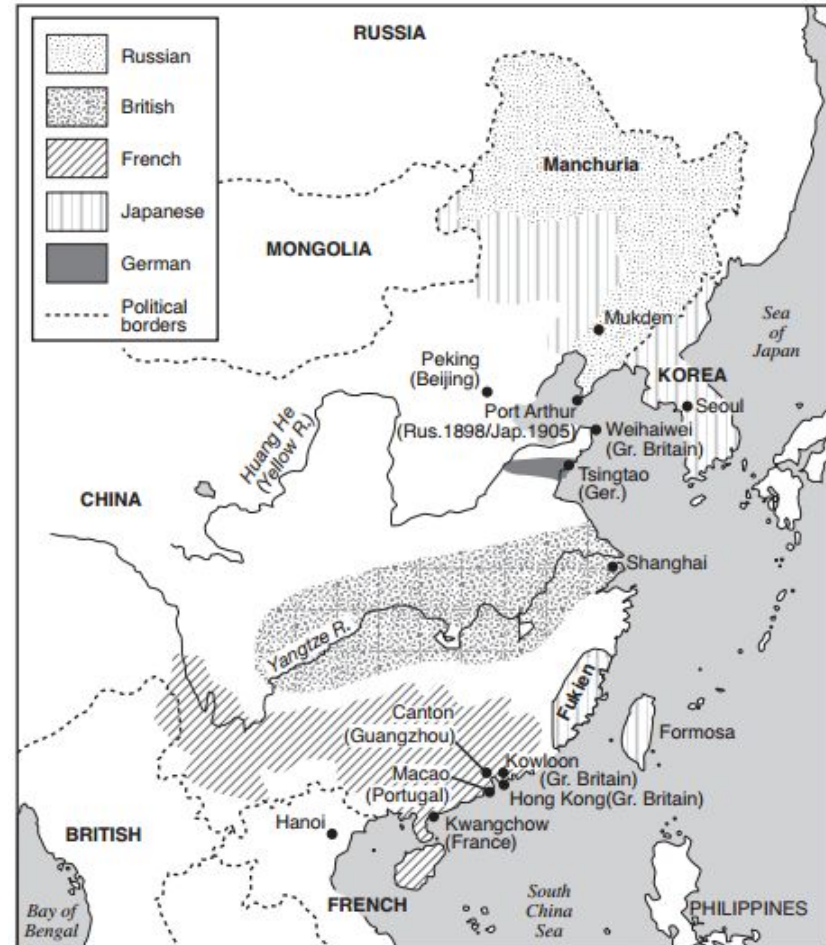 Russian
British
French
Japanese
German
Political
borders
RUSSIA
Manchuria
MONGOLIA
Mukden
Sea
of
Japan
Peking
(Beijing)
KOREA
Port Arthur
(Rus.1898/Jap.1905)
Seoul
Weihaiwei
(Gr. Britain)
Huang He
(Yellow R.)
Tsingtao
(Ger.)
CHINA
Shanghai
Yangtze R.
Fukien
Formosa
Canton
(Guangzhou)
Kowloon
(Gr. Britain)
Macao
(Portugal)
Hong Kong(Gr. Britain)
Hanoi
Kwangchow
(France)
BRITISH
FRENCH
Bay of
Bengal
South
China
Sea
PHILIPPINES